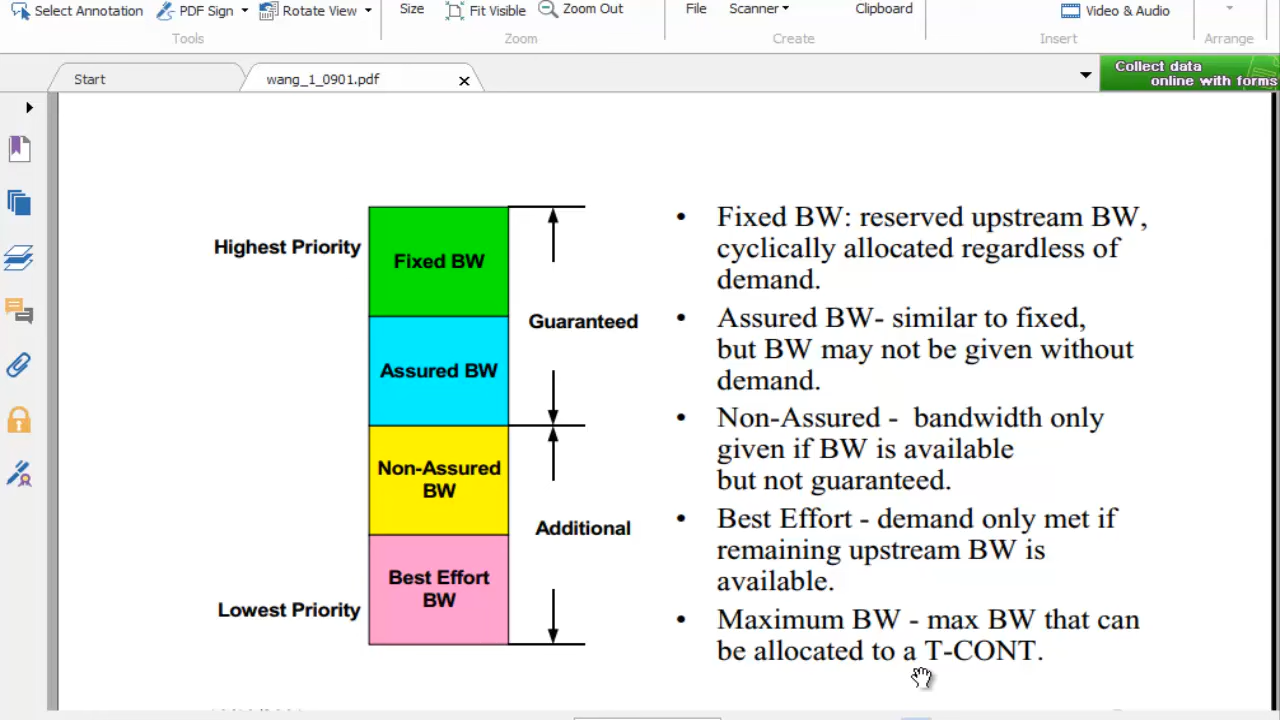 Select Annotation
PDF Sign
Rotate View
Size
Fit Visible
Zoom Out
File
Scanner
Clipboard
Video & Audio
Tools
Zoom
Create
Insert
Arrange
Start
wang_1_0901.pdf
Collect data
online with forms
Highest Priority
Fixed BW
Guaranteed
Assured BW
Non-Assured
BW
Additional
Best Effort
BW
Lowest Priority
• Fixed BW: reserved upstream BW,
cyclically allocated regardless of
demand.
• Assured BW- similar to fixed,
but BW may not be given without
demand.
• Non-Assured - bandwidth only
given if BW is available
but not guaranteed.
• Best Effort - demand only met if
remaining upstream BW is
available.
• Maximum BW - max BW that can
be allocated to a T-CONT.